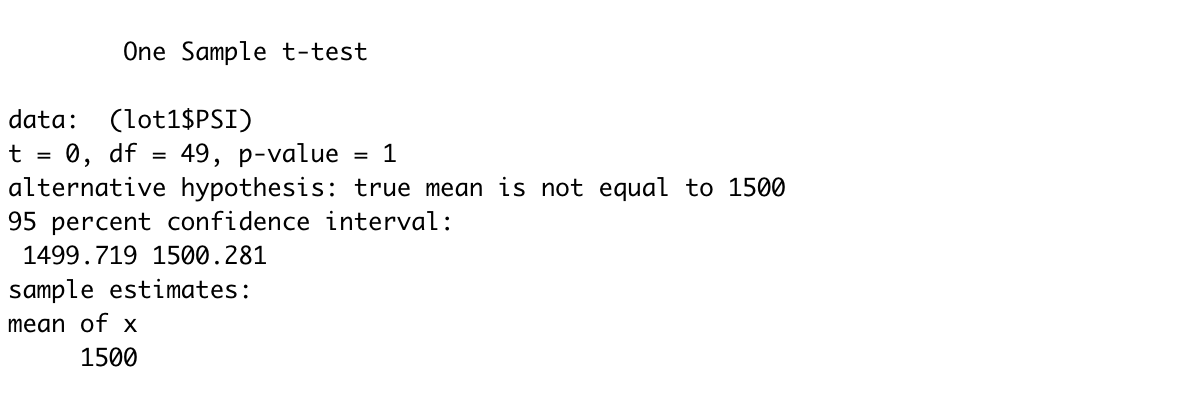 One Sample t-test
data:  (lot1$PSI)
t = 0, df = 49, p-value = 1
alternative hypothesis: true mean is not equal to 1500
95 percent confidence interval:
1499.719 1500.281
sample estimates:
mean of x
1500